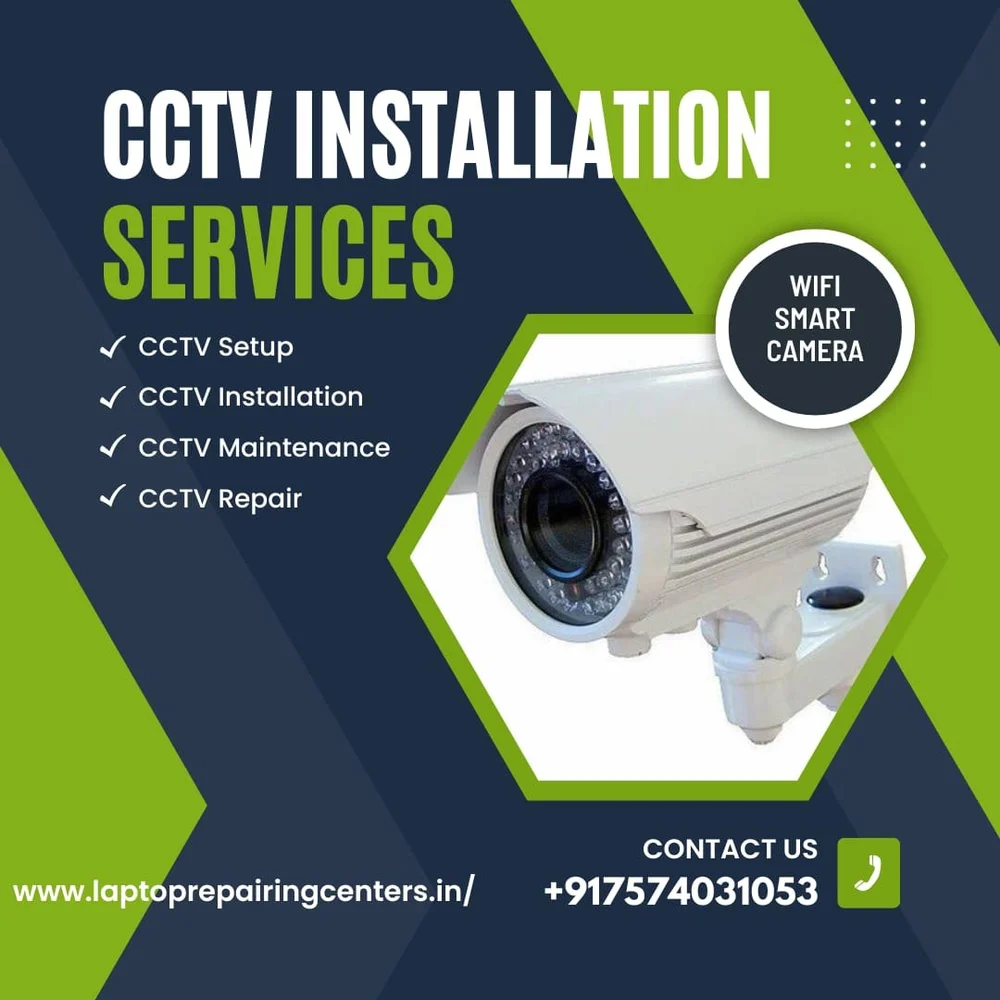 CCTV INSTALLATION
SERVICES
CCTV Setup
CCTV Installation
CCTV Maintenance
CCTV Repair
WIFI
SMART
CAMERA
CONTACT US
+917574031053
www.laptoprepairingcenters.in/